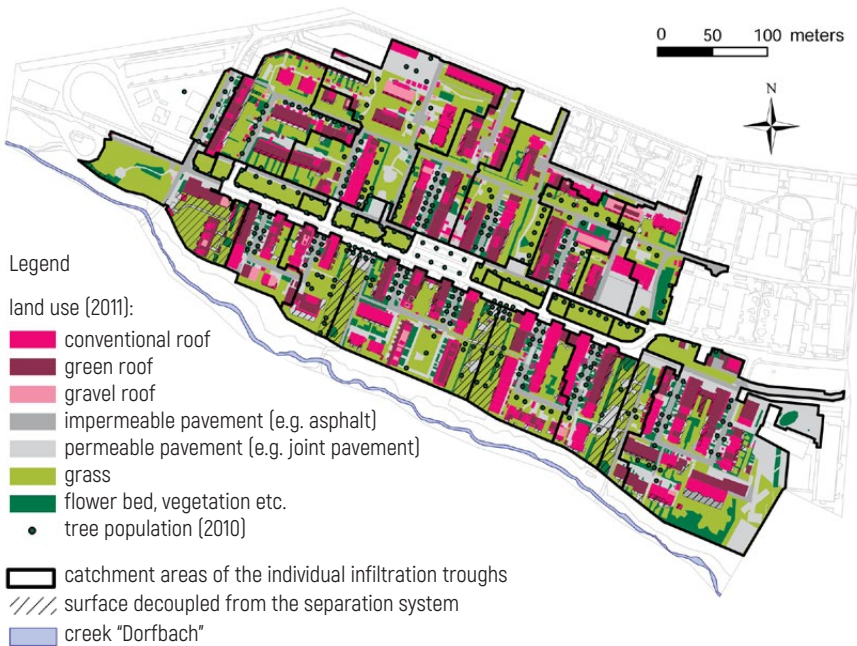 0 50 100 meters
N
Legend
land use (2011):
conventional roof
green roof
gravel roof
impermeable pavement (e.g. asphalt)
permeable pavement (e.g. joint pavement)
grass
flower bed, vegetation etc.
tree population (2010)
catchment areas of the individual infiltration troughs
surface decoupled from the separation system
creek “Dorfbach”